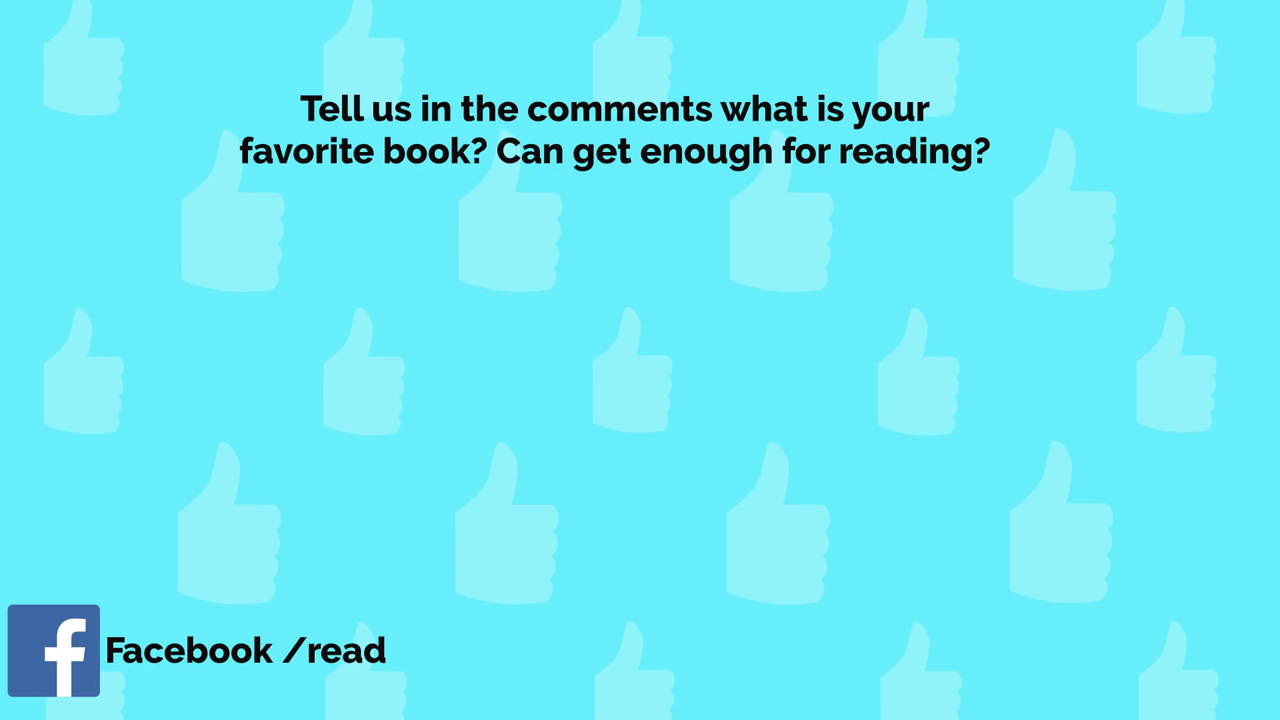 Tell us in the comments what is your
favorite book? Can get enough for reading?
Facebook /read